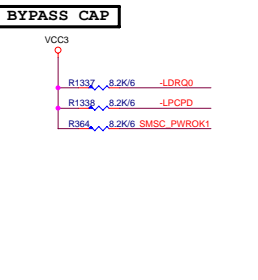 BYPASS CAP
VCC3
R1337 8.2K/6 -LDRQ0
R1338 8.2K/6 -LPCPD
R364 8.2K/6 SMSC_PWROK1